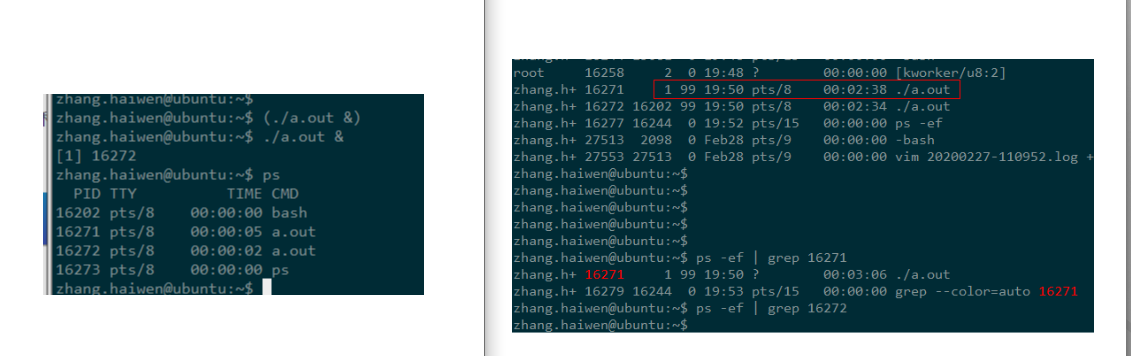 zhang.haiwen@ubuntu:~$
zhang.haiwen@ubuntu:~$ (./a.out &)
zhang.haiwen@ubuntu:~$ ./a.out &
[1] 16272
zhang.haiwen@ubuntu:~$ ps
PID TTY TIME CMD
16202 pts/8 00:00:00 bash
16271 pts/8 00:00:05 a.out
16272 pts/8 00:00:02 a.out
16273 pts/8 00:00:00 ps
zhang.haiwen@ubuntu:~$
root 16258 2 0 19:48 ? 00:00:00 [kworker/u8:2]
zhang.h+ 16271 1 99 19:50 pts/8 00:02:38 ./a.out
zhang.h+ 16272 16202 99 19:50 pts/8 00:02:34 ./a.out
zhang.h+ 16277 16244 0 19:52 pts/15 00:00:00 ps -ef
zhang.h+ 27513 2098 0 Feb28 pts/9 00:00:00 -bash
zhang.h+ 27553 27513 0 Feb28 pts/9 00:00:00 vim 20200227-110952.log +
zhang.haiwen@ubuntu:~$
zhang.haiwen@ubuntu:~$
zhang.haiwen@ubuntu:~$
zhang.haiwen@ubuntu:~$
zhang.haiwen@ubuntu:~$
zhang.haiwen@ubuntu:~$ ps -ef | grep 16271
zhang.h+ 16271 1 99 19:50 ? 00:03:06 ./a.out
zhang.h+ 16279 16244 0 19:53 pts/15 00:00:00 grep --color=auto 16271
zhang.haiwen@ubuntu:~$ ps -ef | grep 16272
zhang.haiwen@ubuntu:~$